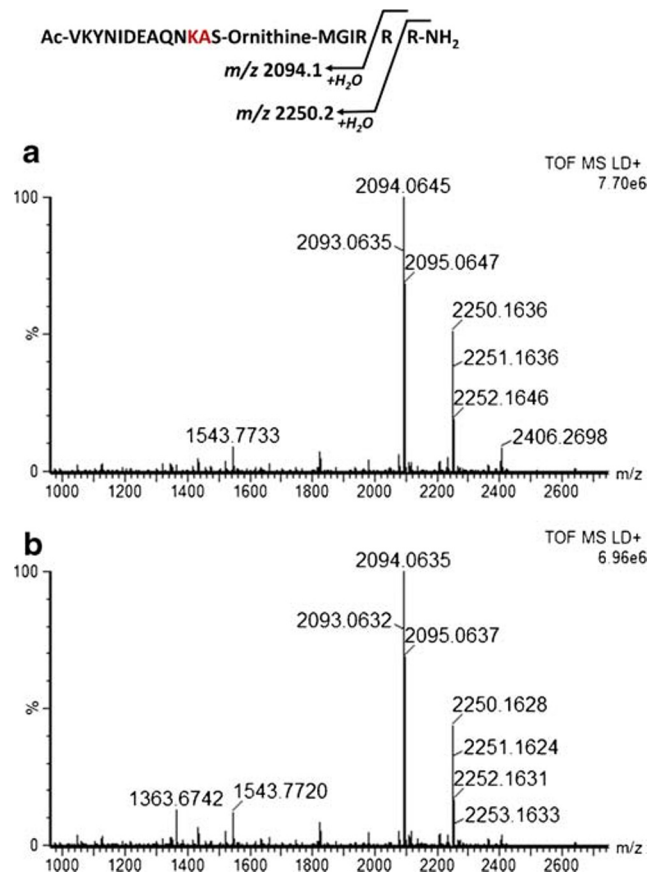 Ac-VKYNIDEAQNKAS-Ornithine-MGIR R R-NH2
m/z 2094.1 +H2O
m/z 2250.2 +H2O
a
TOF MS LD+
7.70e6
100
2094.0645
2093.0635
2095.0647
2250.1636
2251.1636
%
2252.1646
1543.7733
2406.2698
0
1000 1200 1400 1600 1800 2000 2200 2400 2600 m/z
b
TOF MS LD+
6.96e6
100
2094.0635
2093.0632
2095.0637
2250.1628
%
2251.1624
2252.1631
1363.6742
1543.7720
2253.1633
0
1000 1200 1400 1600 1800 2000 2200 2400 2600 m/z